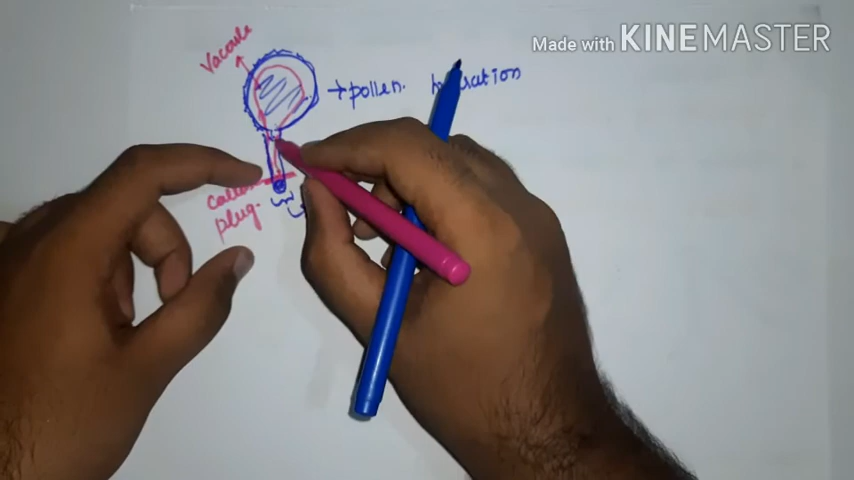 Made with KINEMASTER
Vacuole
→ pollen.
plug.